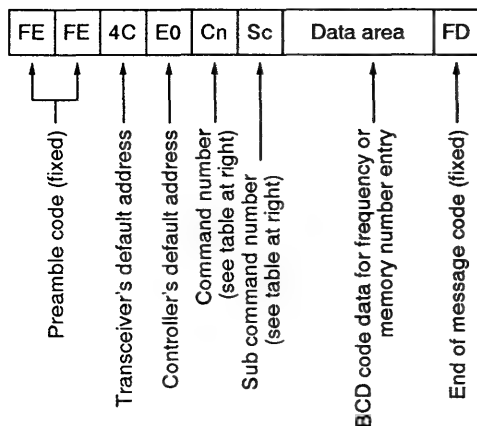 FE FE 4C E0 Cn Sc Data area FD
Preamble code (fixed)
Transceiver's default address
Controller's default address
Command number
(see table at right)
Sub command number
(see table at right)
BCD code data for frequency or
memory number entry
End of message code (fixed)